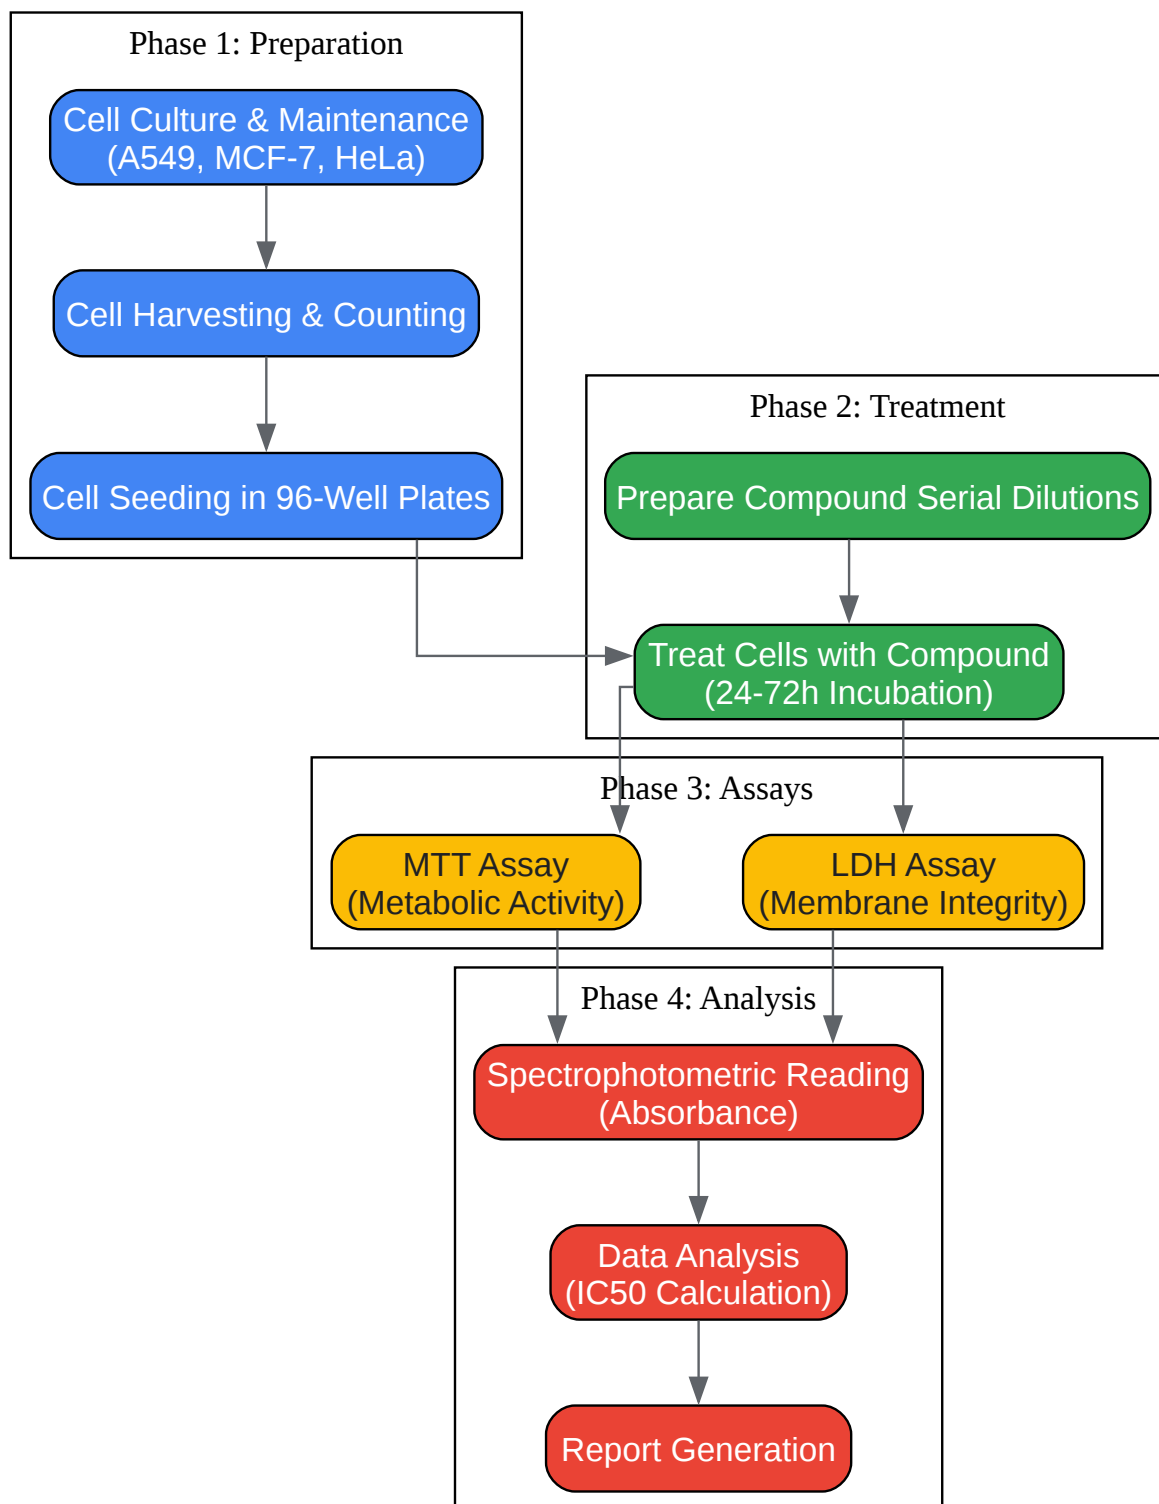 Phase 1: Preparation
Cell Culture & Maintenance
(A549, MCF-7, HeLa)
Cell Harvesting & Counting
Cell Seeding in 96-Well Plates
Phase 2: Treatment
Prepare Compound Serial Dilutions
Treat Cells with Compound
(24-72h Incubation)
Phase 3: Assays
MTT Assay
(Metabolic Activity)
LDH Assay
(Membrane Integrity)
Phase 4: Analysis
Spectrophotometric Reading
(Absorbance)
Data Analysis
(IC50 Calculation)
Report Generation